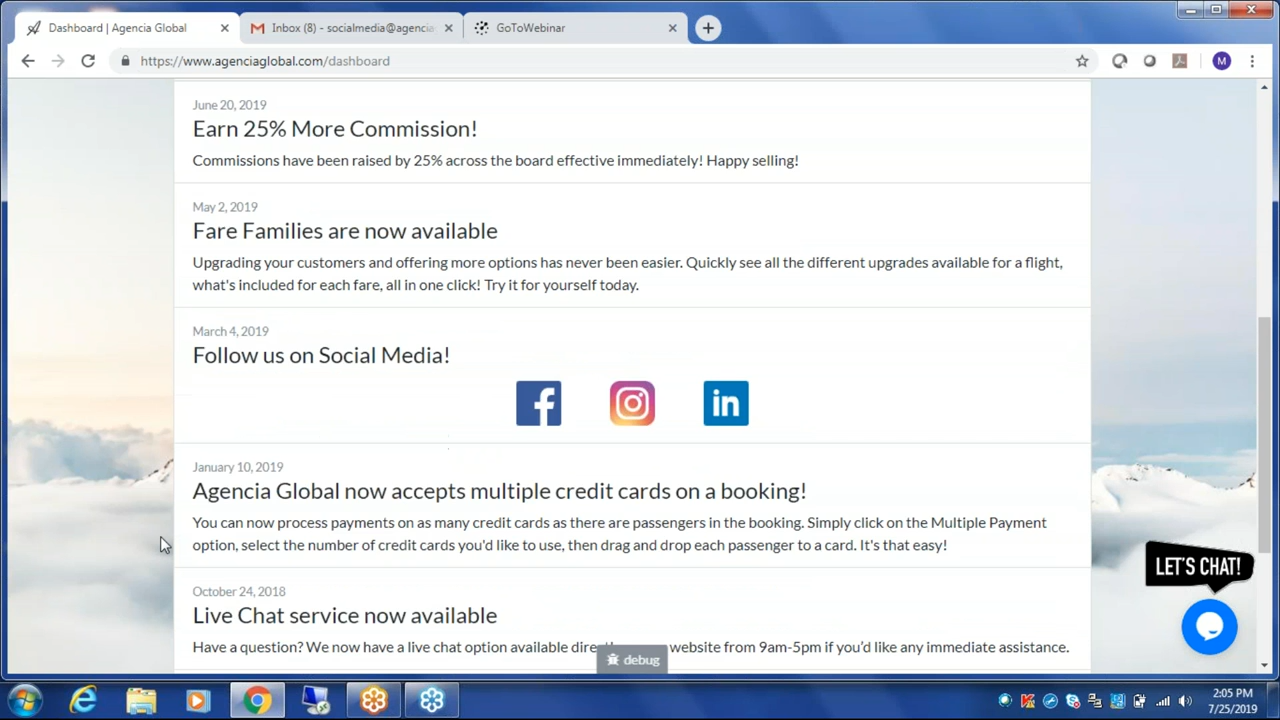 Dashboard | Agencia Global
Inbox (8) - socialmedia@agencia
GoToWebinar
https://www.agenciaglobal.com/dashboard
M
June 20, 2019
Earn 25% More Commission!
Commissions have been raised by 25% across the board effective immediately! Happy selling!
May 2, 2019
Fare Families are now available
Upgrading your customers and offering more options has never been easier. Quickly see all the different upgrades available for a flight,
what's included for each fare, all in one click! Try it for yourself today.
March 4, 2019
Follow us on Social Media!
f
in
January 10, 2019
Agencia Global now accepts multiple credit cards on a booking!
You can now process payments on as many credit cards as there are passengers in the booking. Simply click on the Multiple Payment
option, select the number of credit cards you'd like to use, then drag and drop each passenger to a card. It's that easy!
LET'S CHAT!
October 24, 2018
Live Chat service now available
Have a question? We now have a live chat option available website from 9am-5pm if you'd like any immediate assistance.
debug
2:05 PM
7/25/2019